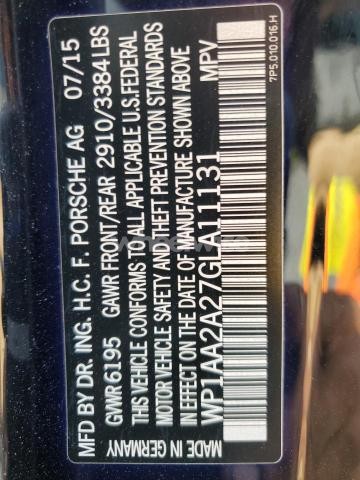 MFD BY DR. ING. H.C. F. PORSCHE AG 07/15
GVWR 6195 GAWR FRONT/REAR 2910/3384 LBS
THIS VEHICLE CONFORMS TO ALL APPLICABLE U.S. FEDERAL
MOTOR VEHICLE SAFETY AND THEFT PREVENTION STANDARDS
IN EFFECT ON THE DATE OF MANUFACTURE SHOWN ABOVE
WP1AA2A27GLA11131 MPV
MADE IN GERMANY
7P5.010.016.H